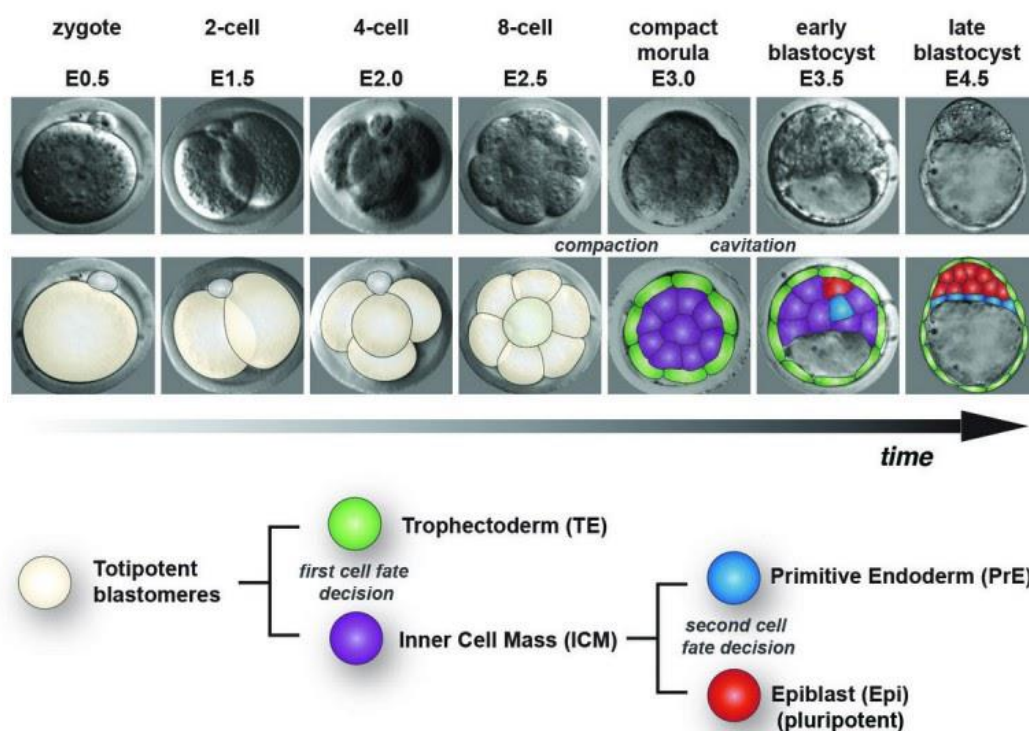 zygote
2-cell
4-cell
8-cell
compact
morula
early
blastocyst
late
blastocyst
E0.5
E1.5
E2.0
E2.5
E3.0
E3.5
E4.5
compaction
cavitation
time
Totipotent
blastomeres
Trophectoderm (TE)
first cell fate
decision
Inner Cell Mass (ICM)
Primitive Endoderm (PrE)
second cell
fate decision
Epiblast (Epi)
(pluripotent)